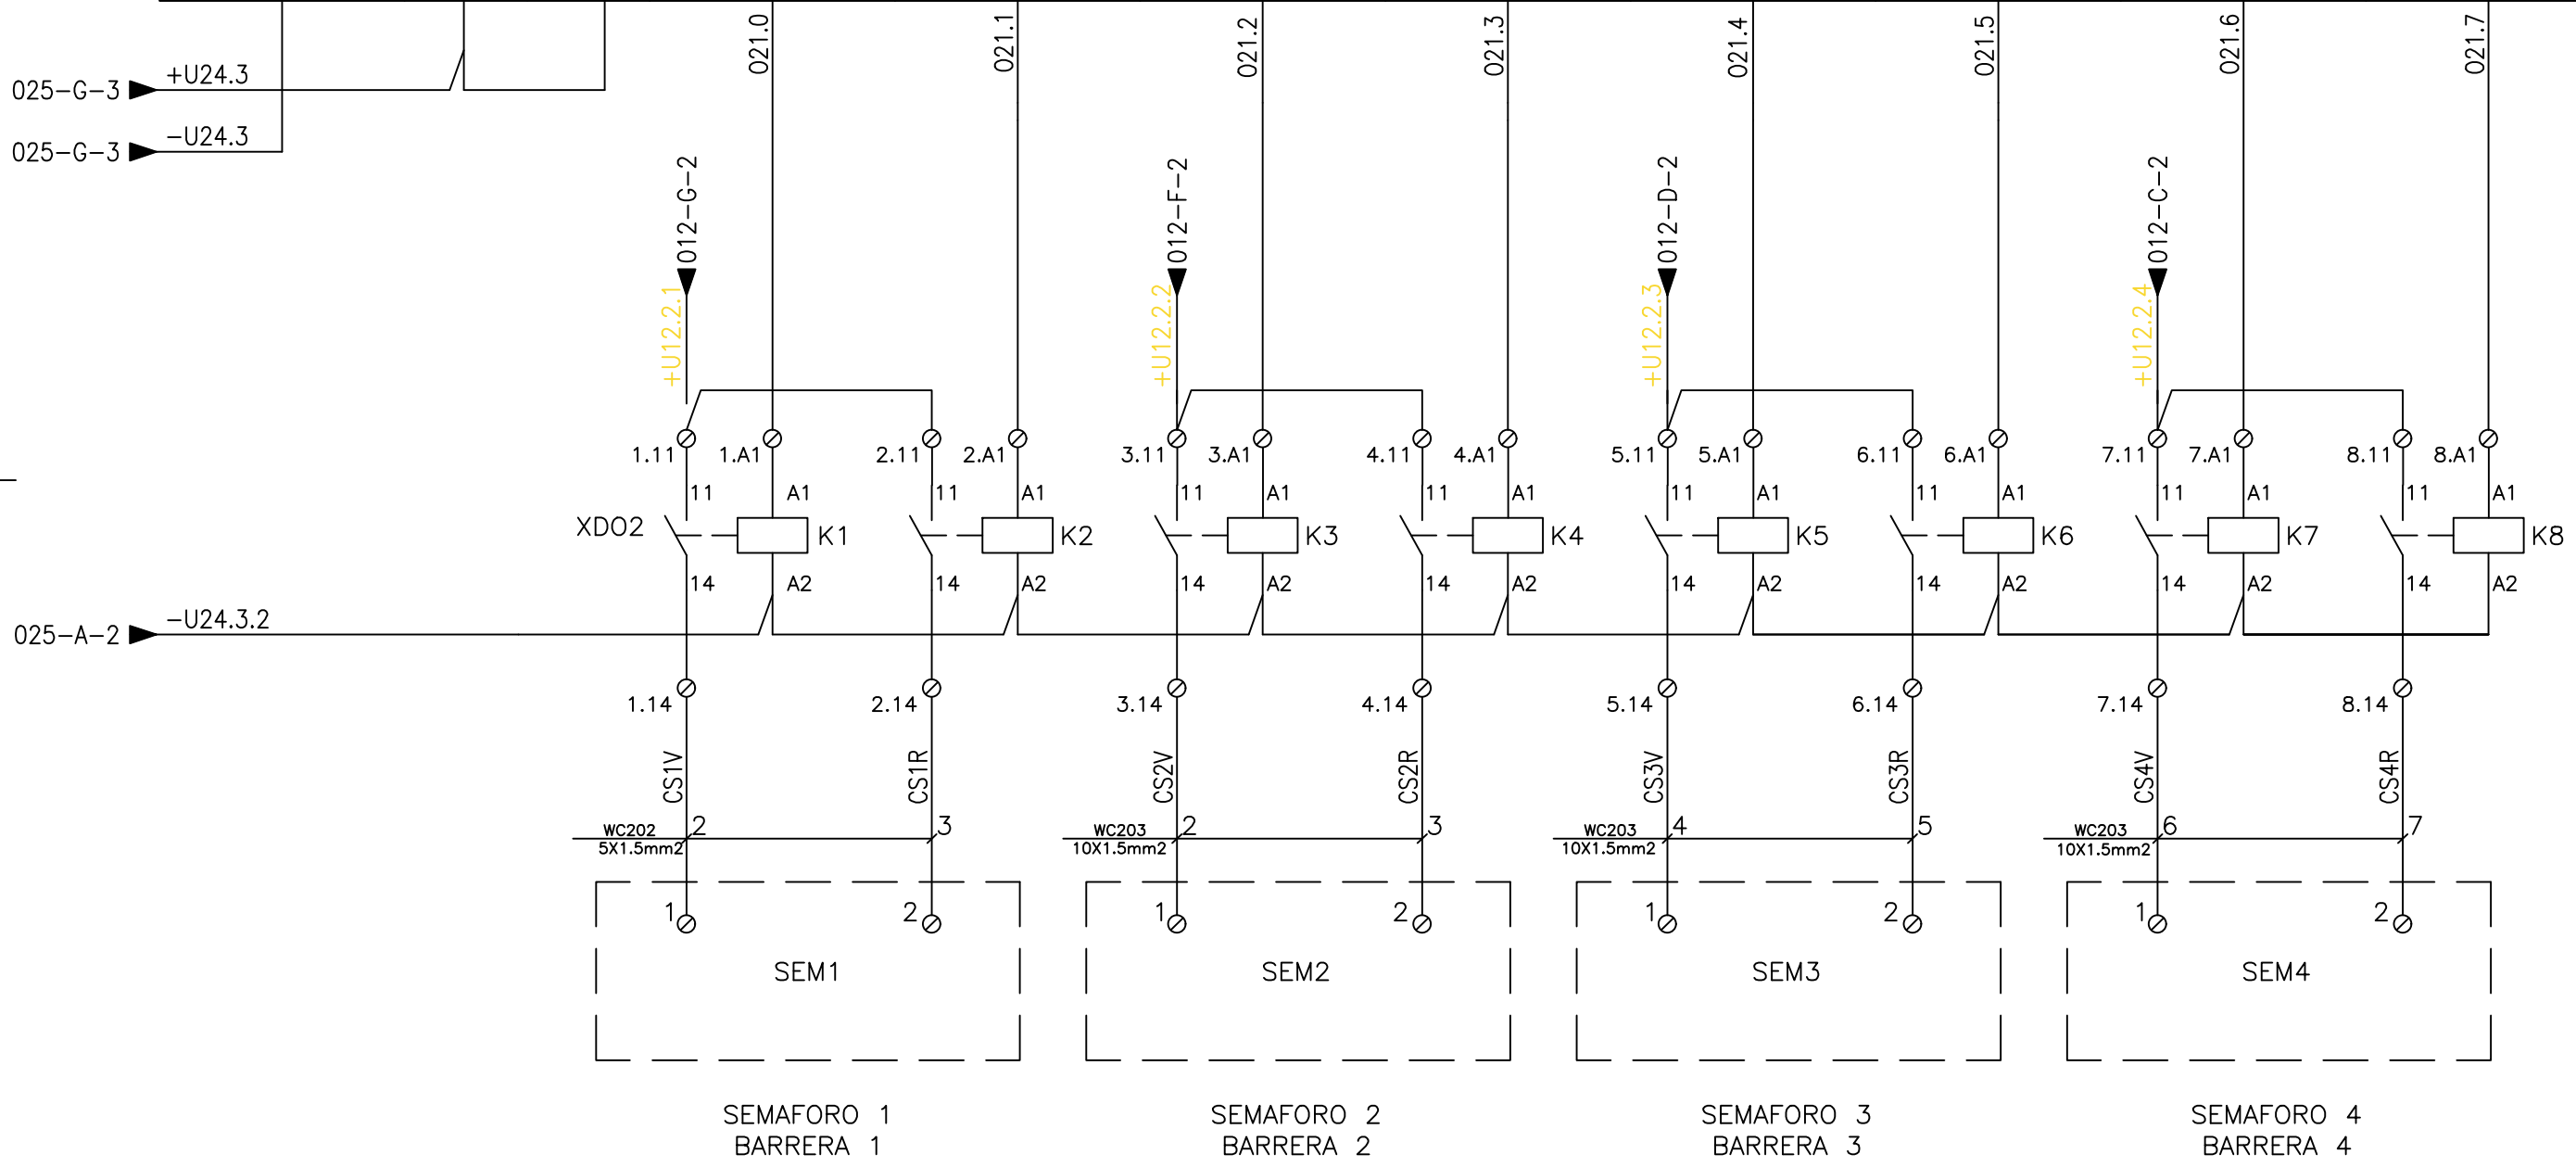 O21.0
O21.1
O21.2
O21.3
O21.4
O21.5
O21.6
O21.7
025-G-3 +U24.3
025-G-3 -U24.3
012-G-2
012-F-2
012-D-2
012-C-2
+U12.2.1
+U12.2.2
+U12.2.3
+U12.2.4
1.11 1.A1 2.11 2.A1 3.11 3.A1 4.11 4.A1 5.11 5.A1 6.11 6.A1 7.11 7.A1 8.11 8.A1
11 A1 11 A1 11 A1 11 A1 11 A1 11 A1 11 A1 11 A1
XDO2 K1 K2 K3 K4 K5 K6 K7 K8
14 A2 14 A2 14 A2 14 A2 14 A2 14 A2 14 A2 14 A2
025-A-2 -U24.3.2
1.14 2.14 3.14 4.14 5.14 6.14 7.14 8.14
CS1V
CS1R
CS2V
CS2R
CS3V
CS3R
CS4V
CS4R
WC202 2 3 WC203 2 3 WC203 4 5 WC203 6 7
5X1.5mm2 10X1.5mm2 10X1.5mm2 10X1.5mm2
1 2 1 2 1 2 1 2
SEM1 SEM2 SEM3 SEM4
SEMAFORO 1 SEMAFORO 2 SEMAFORO 3 SEMAFORO 4
BARRERA 1 BARRERA 2 BARRERA 3 BARRERA 4